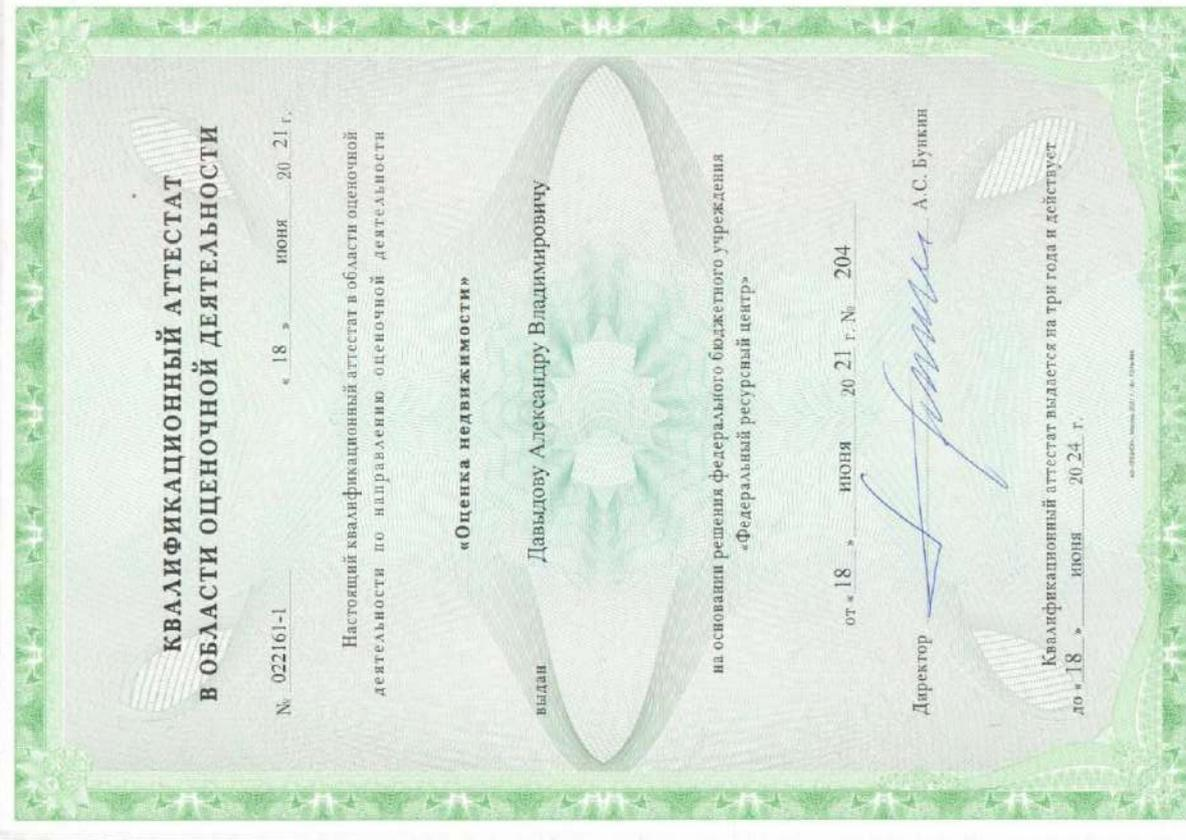 КВАЛИФИКАЦИОННЫЙ АТТЕСТАТ
В ОБЛАСТИ ОЦЕНОЧНОЙ ДЕЯТЕЛЬНОСТИ
№ 022161-1 « 18 » июня 20 21 г.
Настоящий квалификационный аттестат в области оценочной
деятельности по направлению оценочной деятельности
«Оценка недвижимости»
выдан Давыдову Александру Владимировичу
на основании решения федерального бюджетного учреждения
«Федеральный ресурсный центр»
от « 18 » июня 20 21 г. № 204
Директор А.С. Бункин
Квалификационный аттестат выдается на три года и действует
до « 18 » июня 20 24 г.